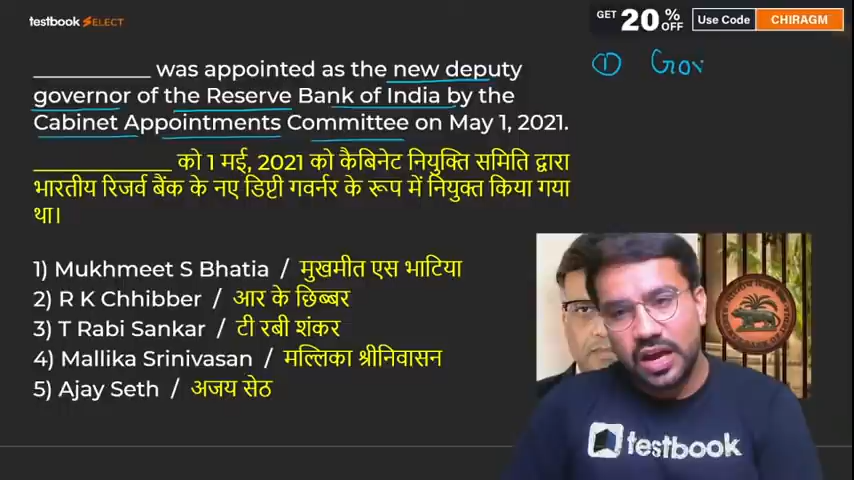 testbook SELECT
GET 20% OFF
Use Code CHIRAGM
__________ was appointed as the new deputy
governor of the Reserve Bank of India by the
Cabinet Appointments Committee on May 1, 2021.
____________ को 1 मई, 2021 को कैबिनेट नियुक्ति समिति द्वारा
भारतीय रिजर्व बैंक के नए डिप्टी गवर्नर के रूप में नियुक्त किया गया
था।
① Gov
1) Mukhmeet S Bhatia / मुखमीत एस भाटिया
2) R K Chhibber / आर के छिब्बर
3) T Rabi Sankar / टी रबी शंकर
4) Mallika Srinivasan / मल्लिका श्रीनिवासन
5) Ajay Seth / अजय सेठ
testbook